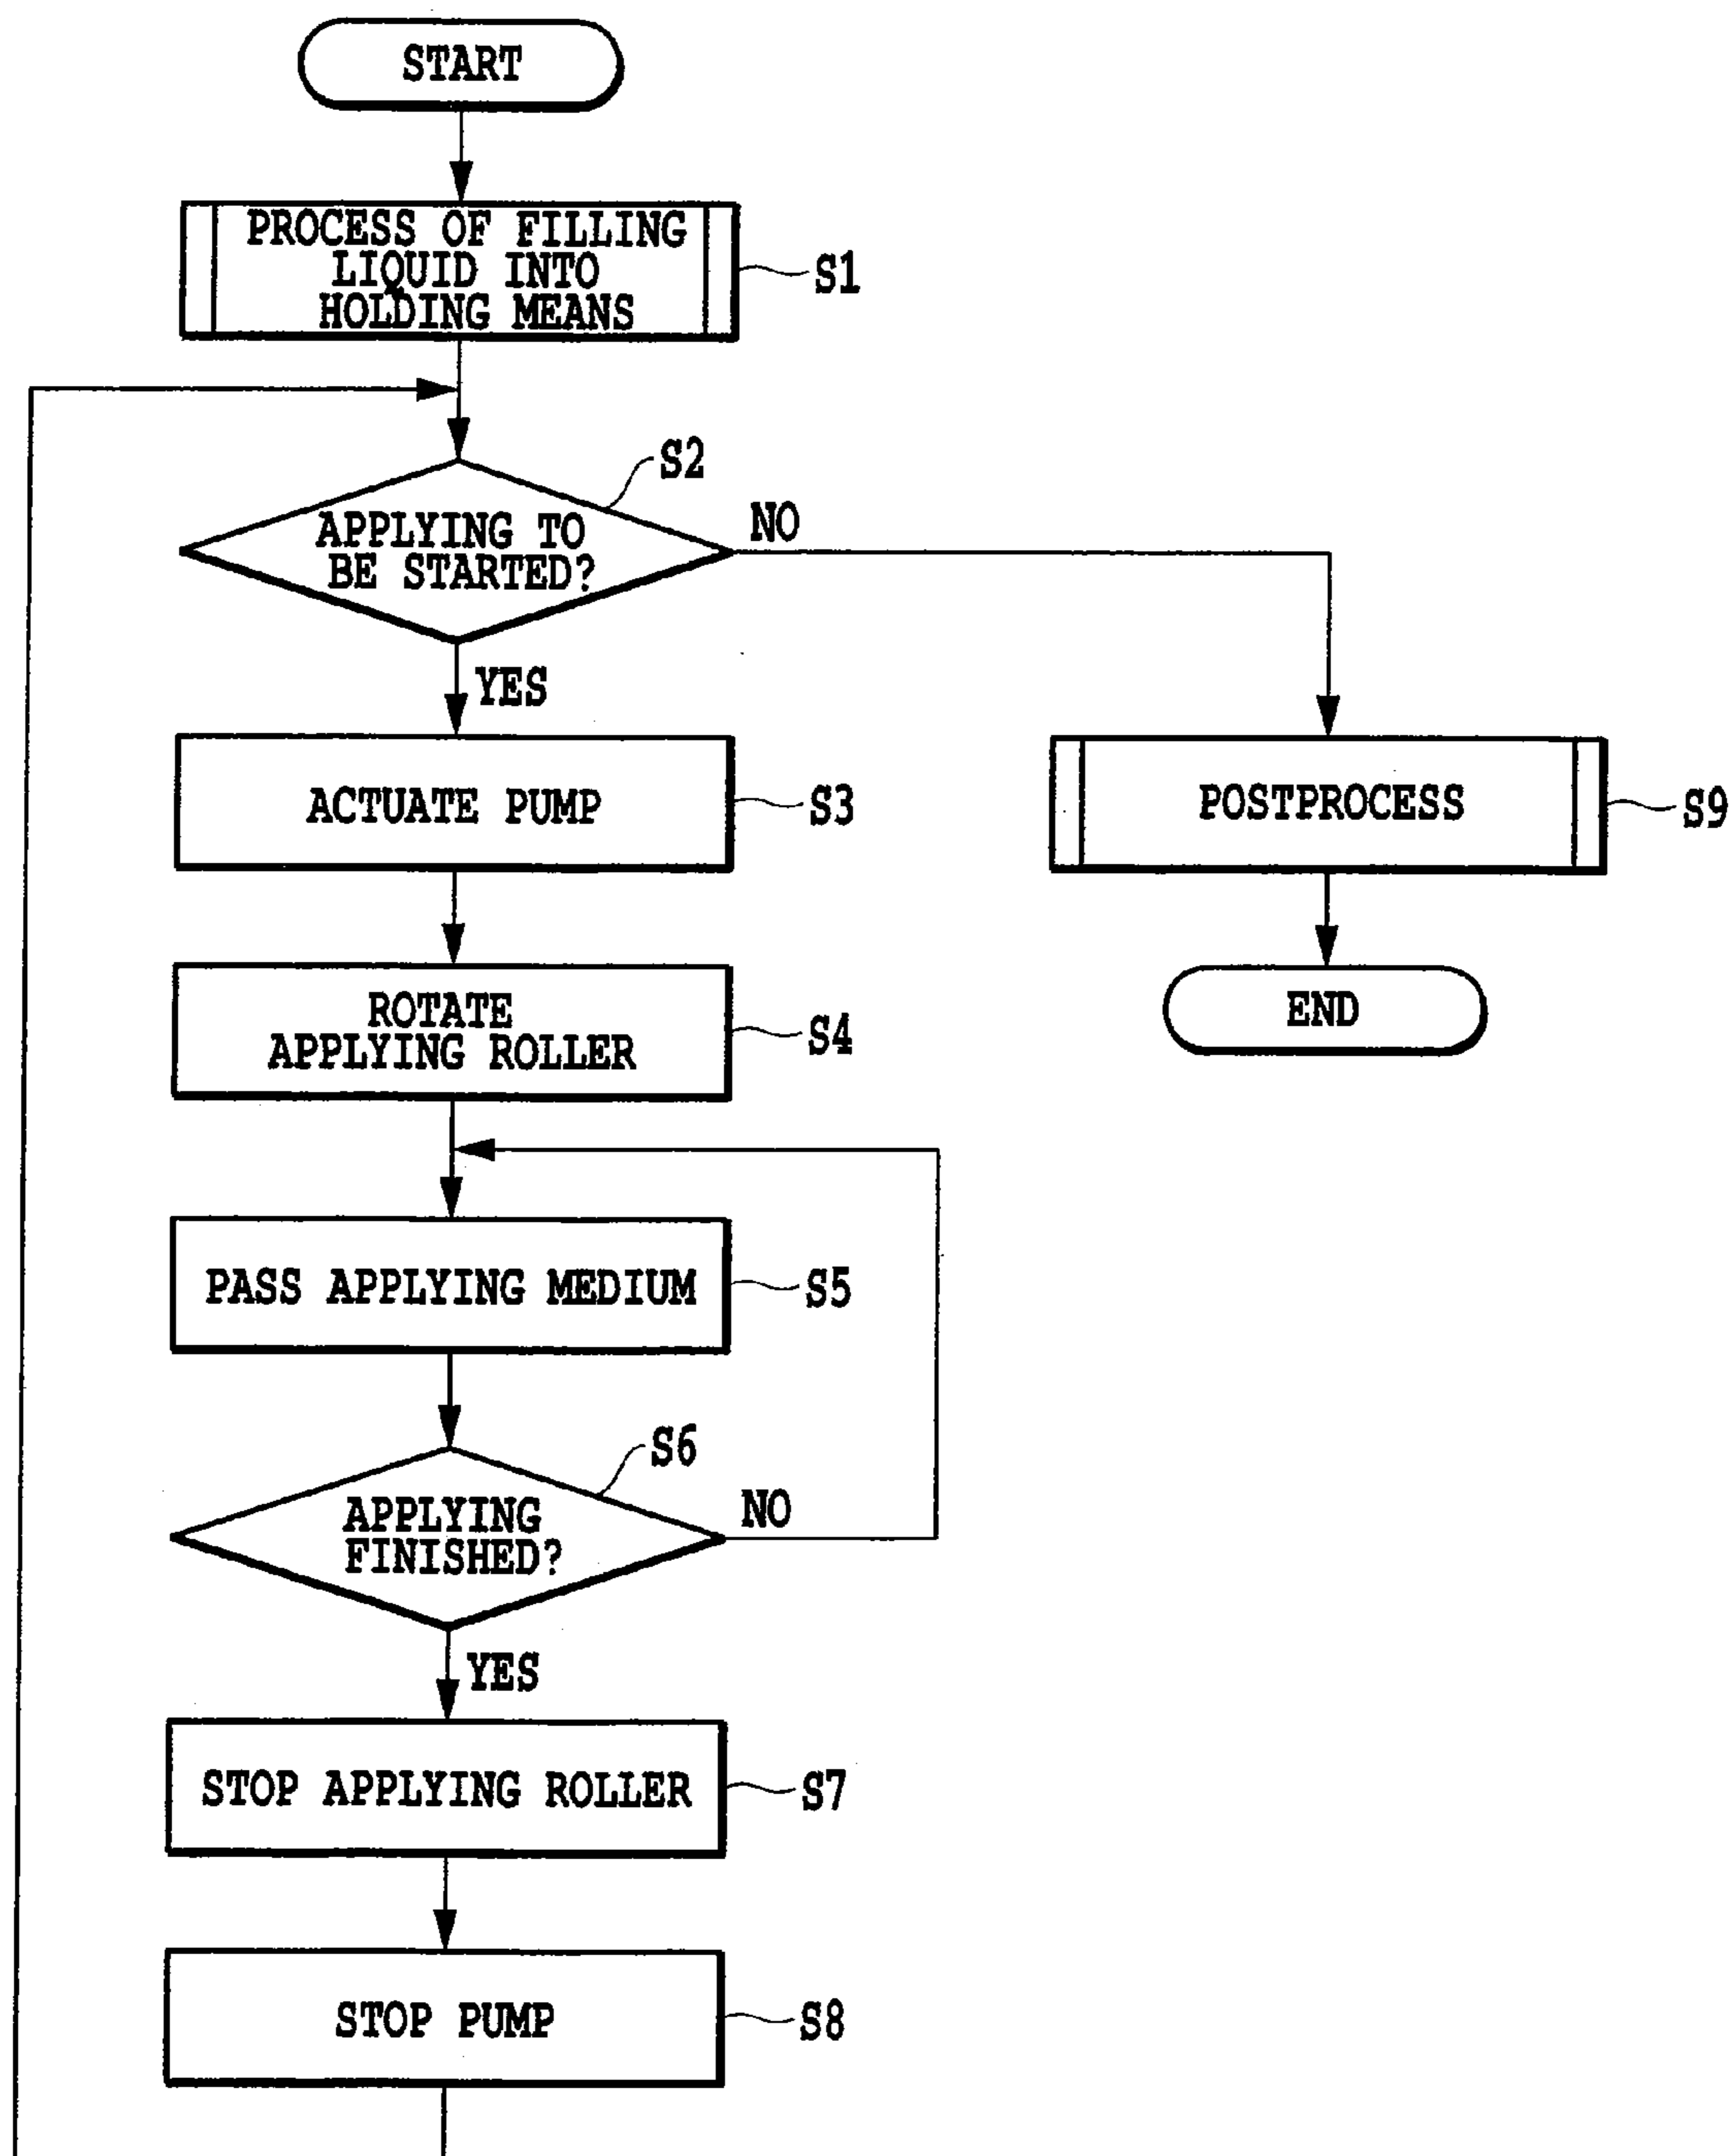 START
PROCESS OF FILLING
LIQUID INTO
HOLDING MEANS
S1
S2
APPLYING TO
BE STARTED?
NO
YES
ACTUATE PUMP
S3
POSTPROCESS
S9
ROTATE
APPLYING ROLLER
S4
END
PASS APPLYING MEDIUM
S5
S6
APPLYING
FINISHED?
NO
YES
STOP APPLYING ROLLER
S7
STOP PUMP
S8